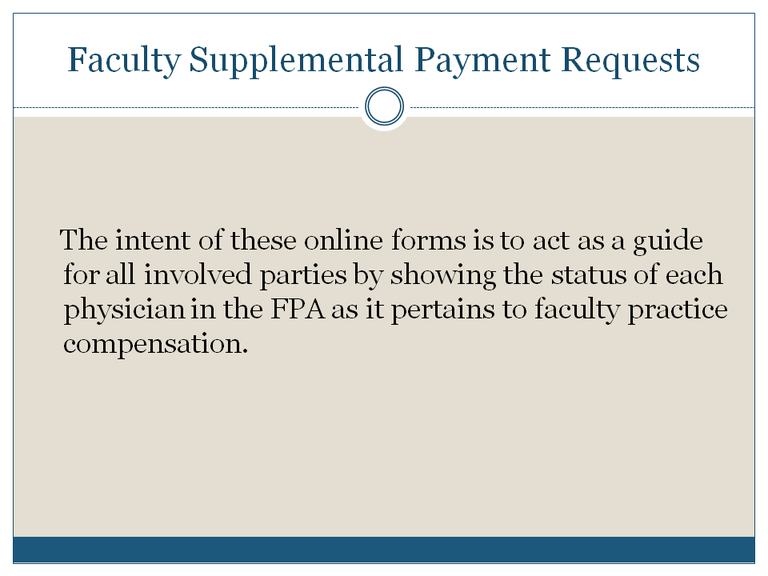 Faculty Supplemental Payment Requests
The intent of these online forms is to act as a guide
for all involved parties by showing the status of each
physician in the FPA as it pertains to faculty practice
compensation.